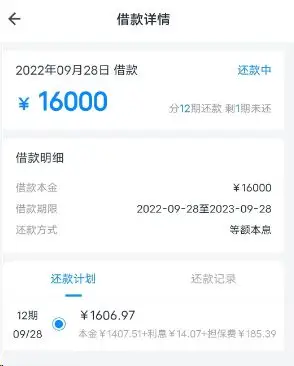 借款详情
2022年09月28日 借款 还款中
¥ 16000 分12期还款 剩1期未还
借款明细
借款本金 ¥16000
借款期限 2022-09-28至2023-09-28
还款方式 等额本息
还款计划 还款记录
12期 ¥1606.97
09/28 本金¥1407.51+利息¥14.07+担保费¥185.39